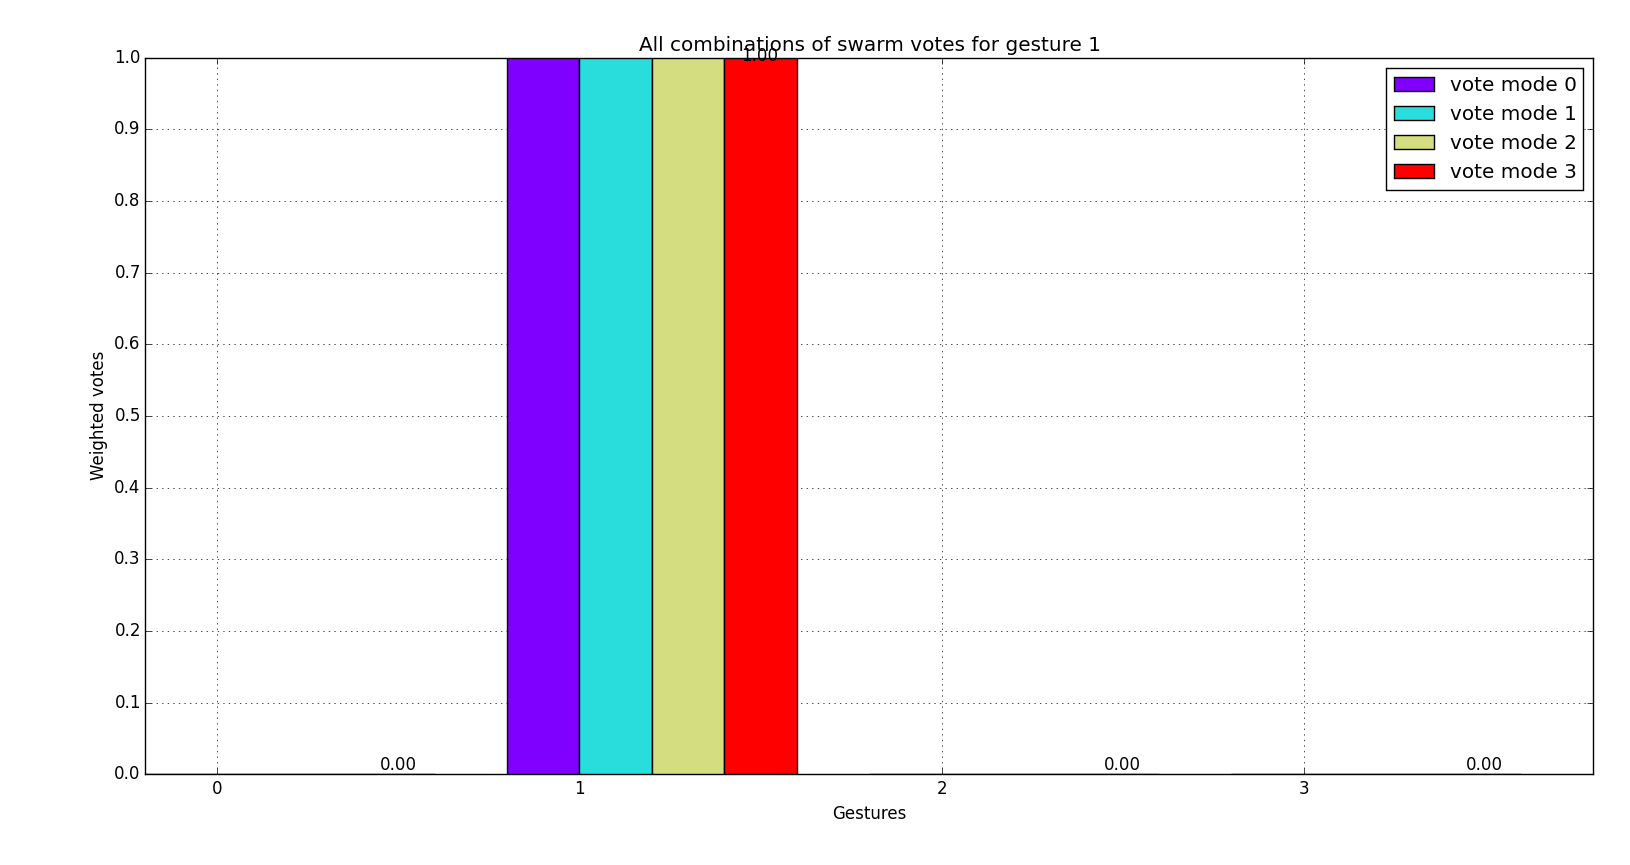 All combinations of swarm votes for gesture 1
1.00
1.0
0.9
0.8
0.7
0.6
0.5
0.4
0.3
0.2
0.1
0.0
Weighted votes
vote mode 0
vote mode 1
vote mode 2
vote mode 3
0.00
0.00
0.00
0 1 2 3
Gestures